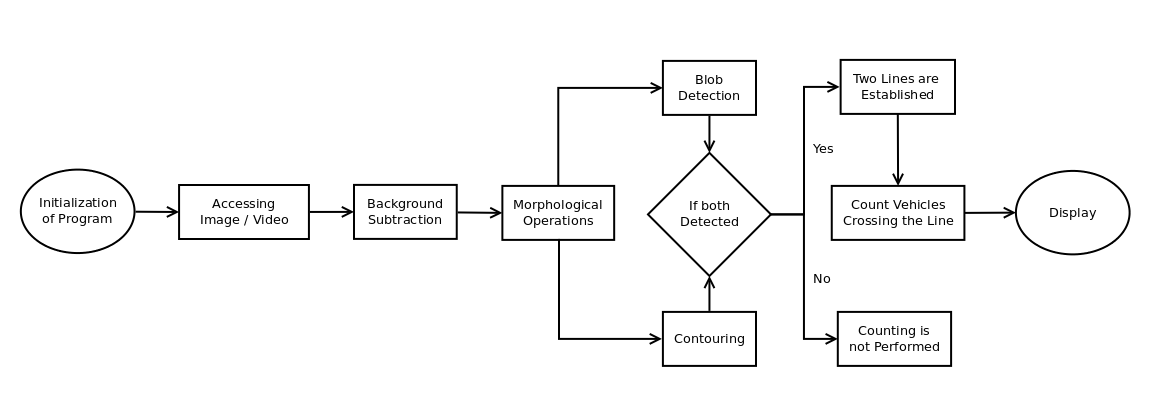 Initialization
of Program
Accessing
Image / Video
Background
Subtraction
Morphological
Operations
Blob
Detection
If both
Detected
Contouring
Yes
No
Two Lines are
Established
Count Vehicles
Crossing the Line
Counting is
not Performed
Display